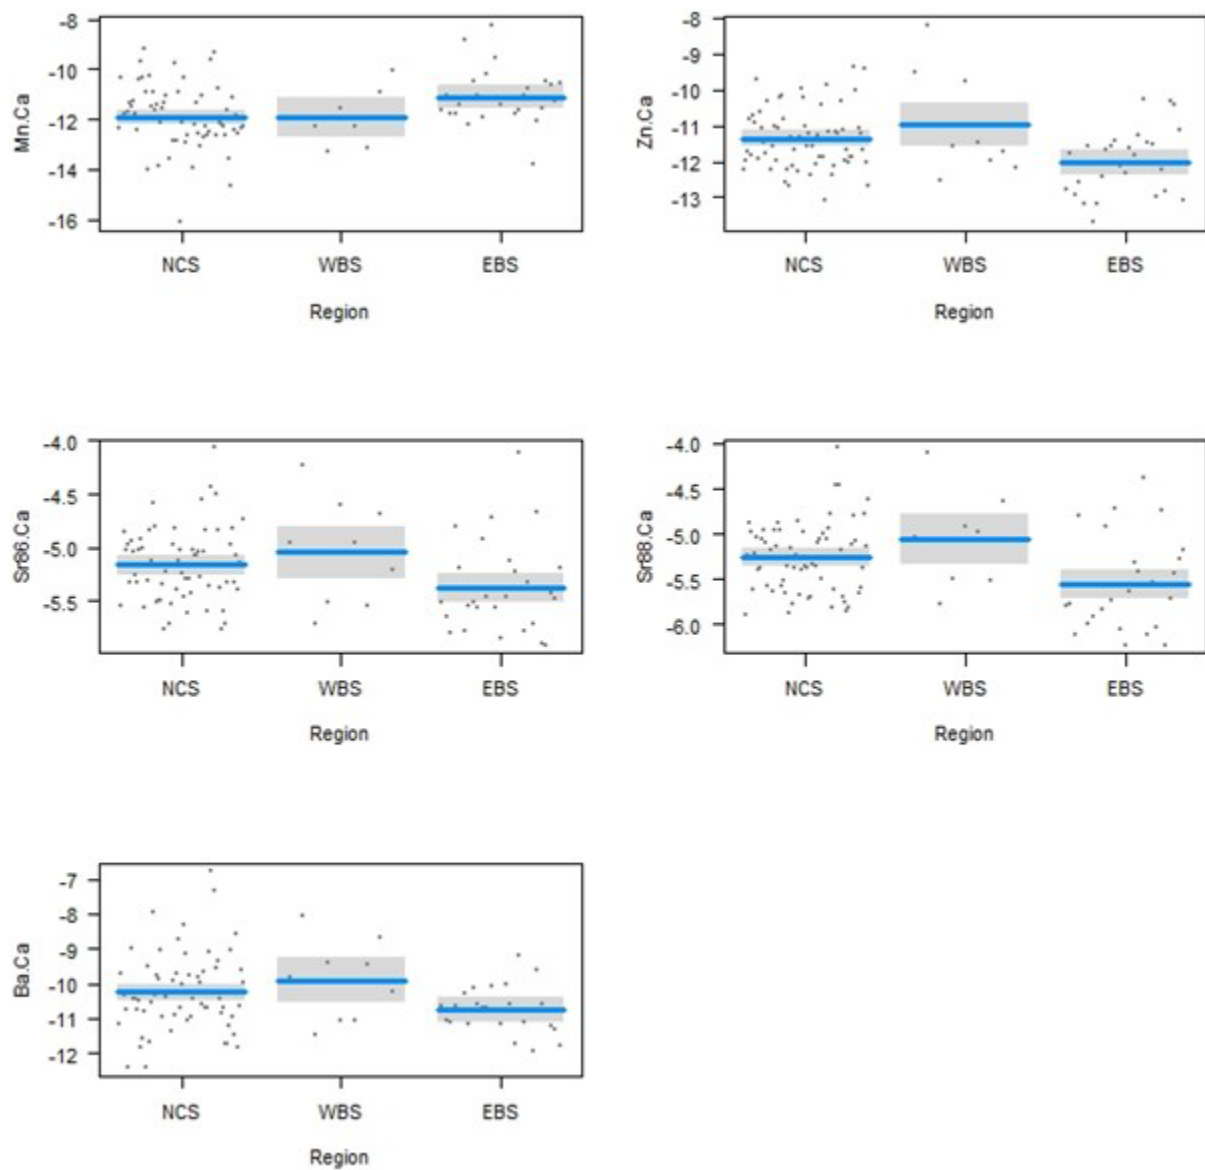 Mn.Ca
-8
-10
-12
-14
-16
NCS WBS EBS
Region
Zn.Ca
-8
-9
-10
-11
-12
-13
NCS WBS EBS
Region
Sr86.Ca
-4.0
-4.5
-5.0
-5.5
NCS WBS EBS
Region
Sr88.Ca
-4.0
-4.5
-5.0
-5.5
-6.0
NCS WBS EBS
Region
Ba.Ca
-7
-8
-9
-10
-11
-12
NCS WBS EBS
Region